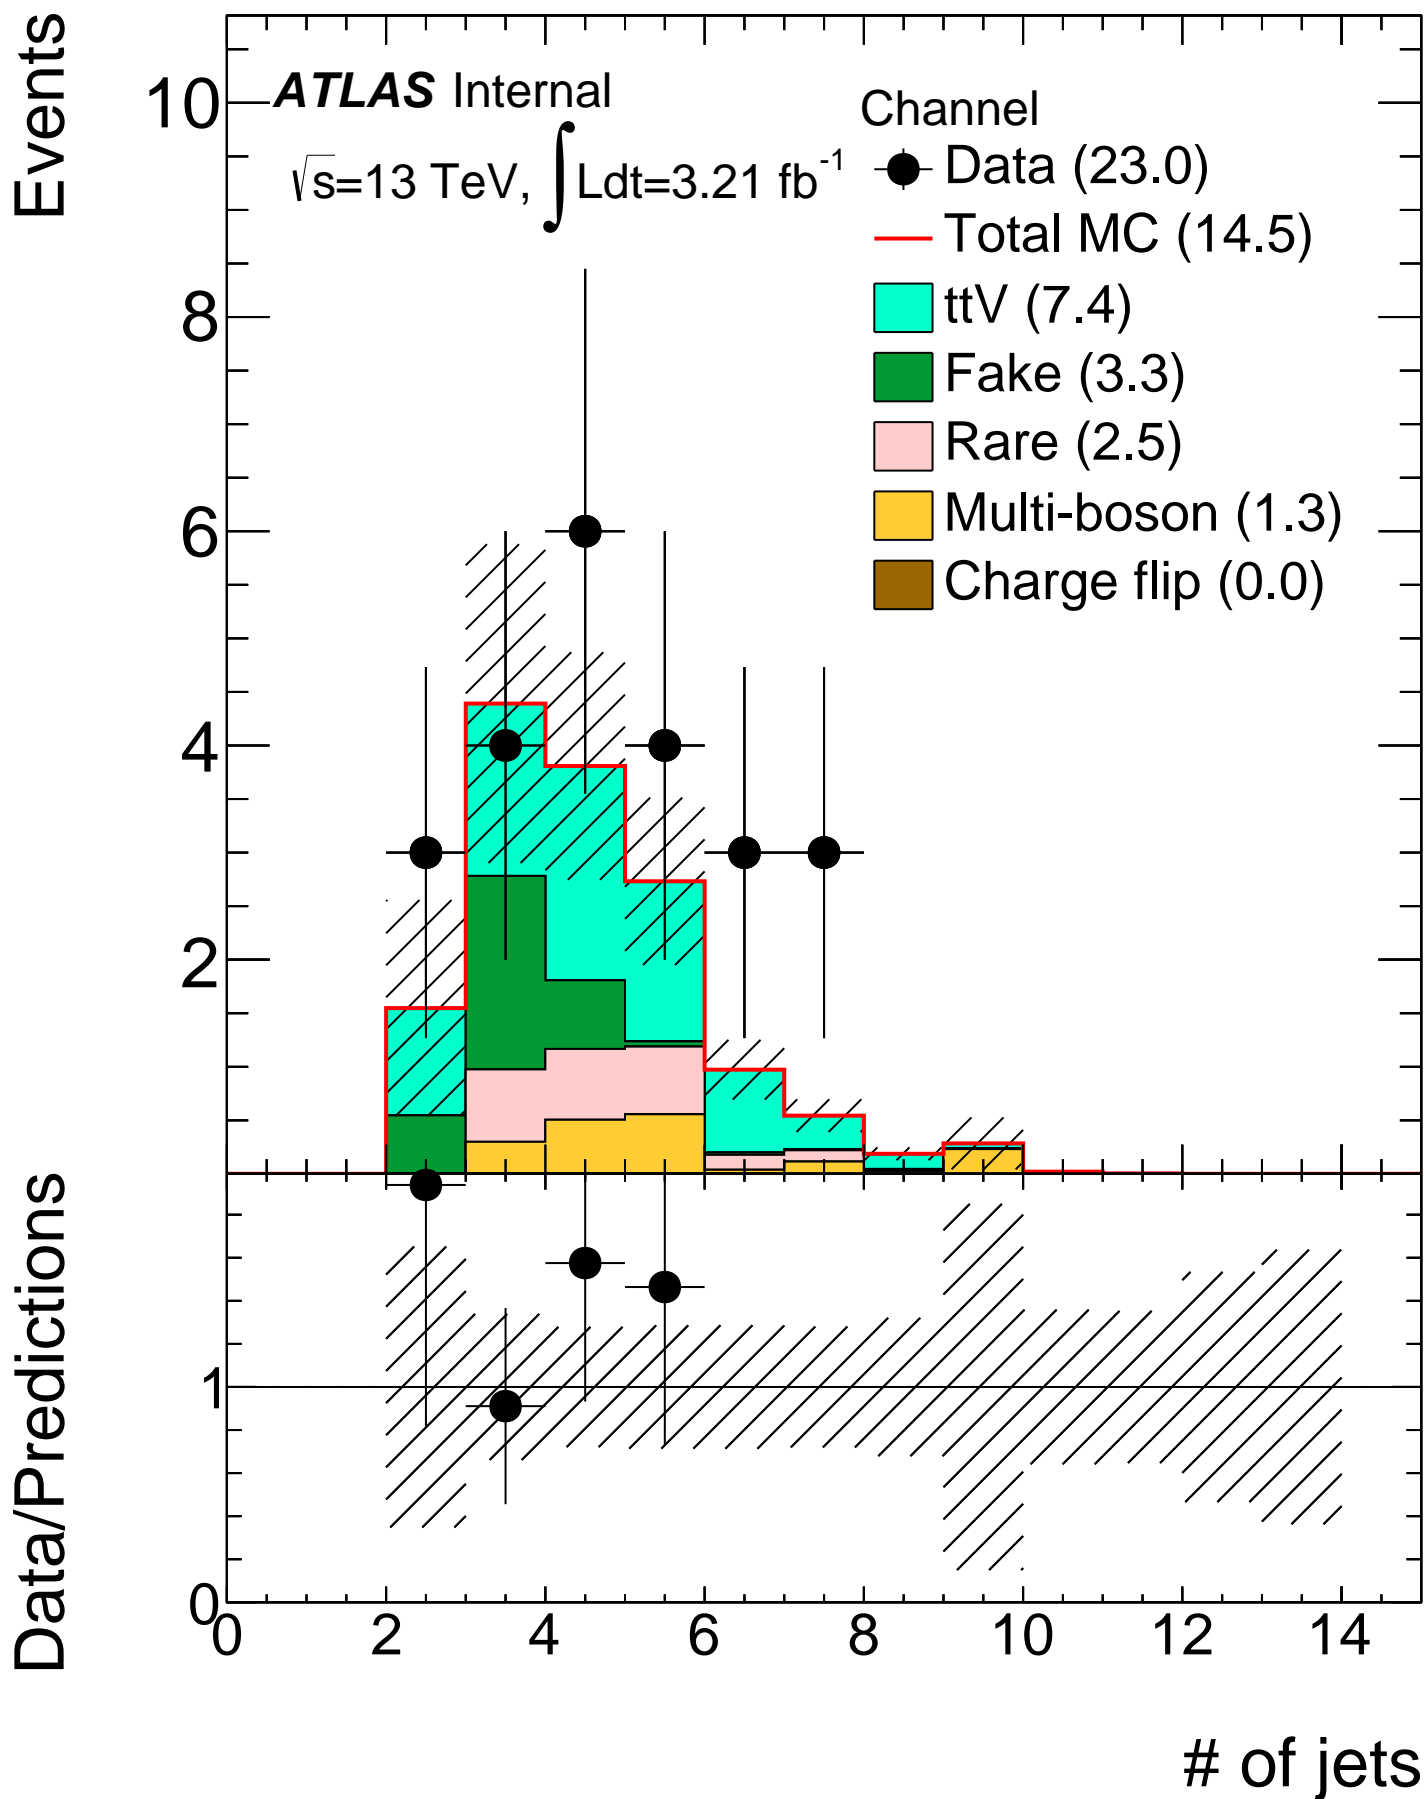 Events
10
8
6
4
2
ATLAS Internal
√s=13 TeV, ∫Ldt=3.21 fb⁻¹
Channel
Data (23.0)
Total MC (14.5)
ttV (7.4)
Fake (3.3)
Rare (2.5)
Multi-boson (1.3)
Charge flip (0.0)
Data/Predictions
1
0
0 2 4 6 8 10 12 14
# of jets